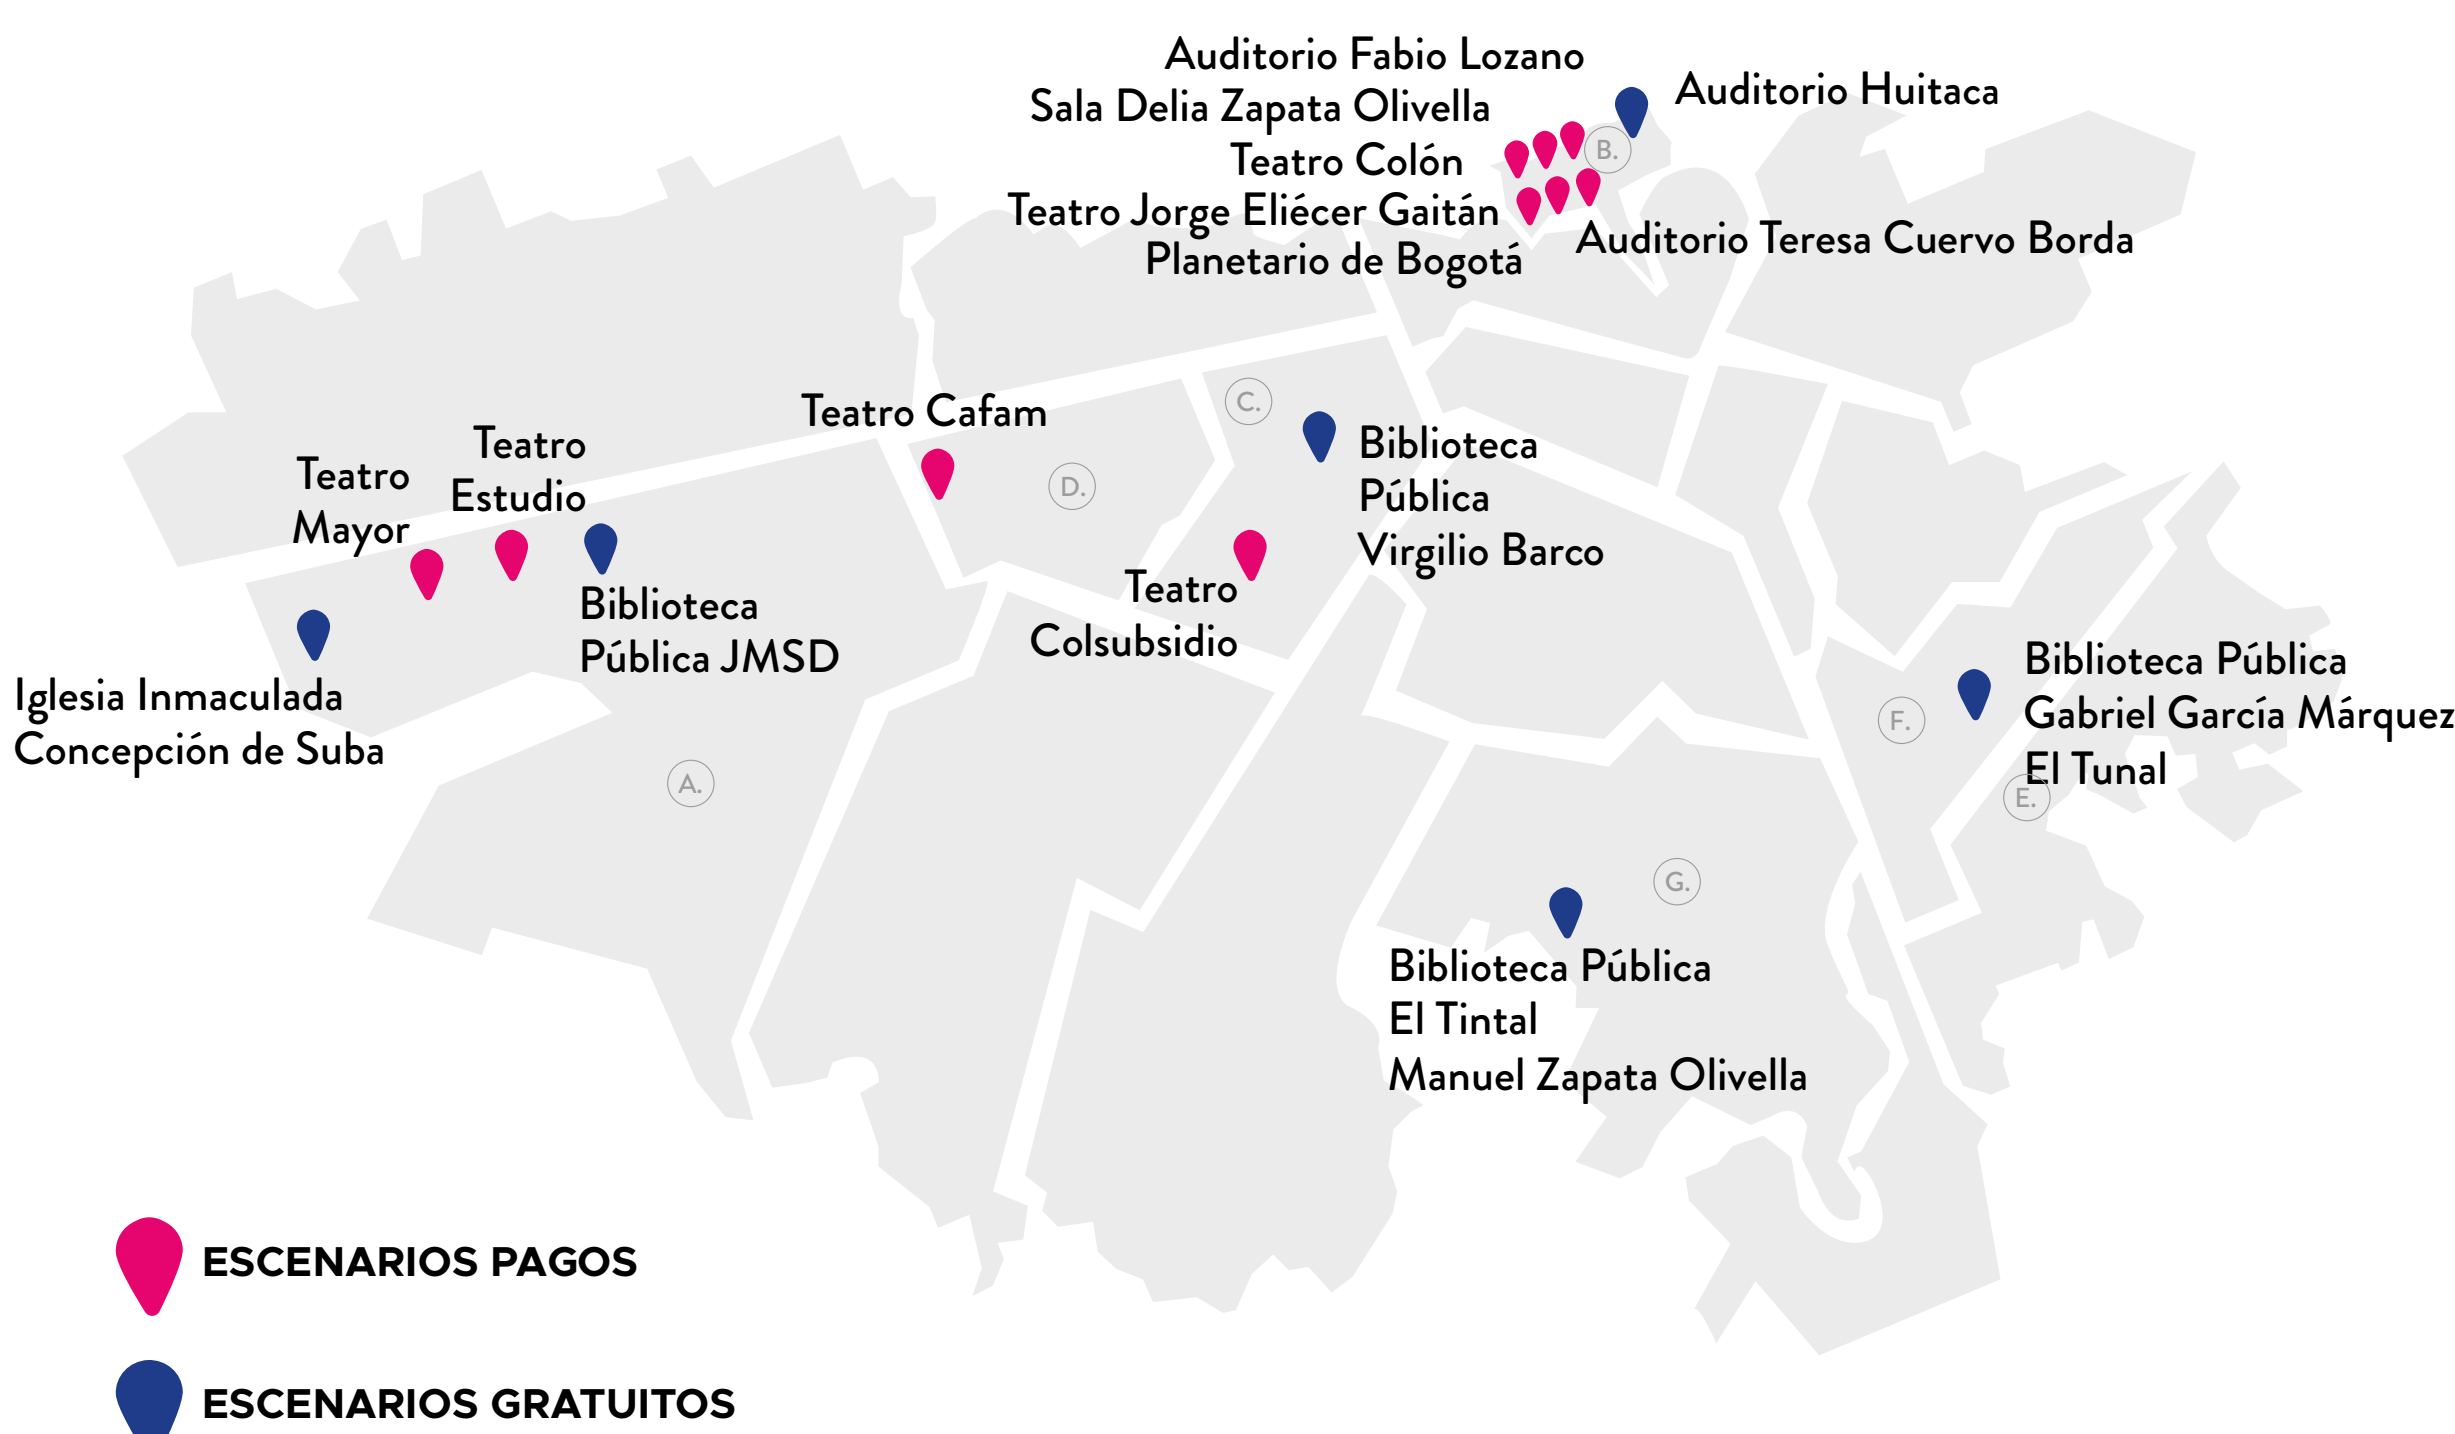 Auditorio Fabio Lozano
Sala Delia Zapata Olivella
Teatro Colón
Teatro Jorge Eliécer Gaitán
Planetario de Bogotá
Auditorio Huitaca
B.
Auditorio Teresa Cuervo Borda
Teatro Cafam
C.
D.
Teatro
Estudio
Teatro
Mayor
Biblioteca
Pública
Virgilio Barco
Teatro
Colsubsidio
Biblioteca
Pública JMSD
Iglesia Inmaculada
Concepción de Suba
A.
Biblioteca Pública
Gabriel García Márquez
El Tunal
F.
E.
G.
Biblioteca Pública
El Tintal
Manuel Zapata Olivella
ESCENARIOS PAGOS
ESCENARIOS GRATUITOS